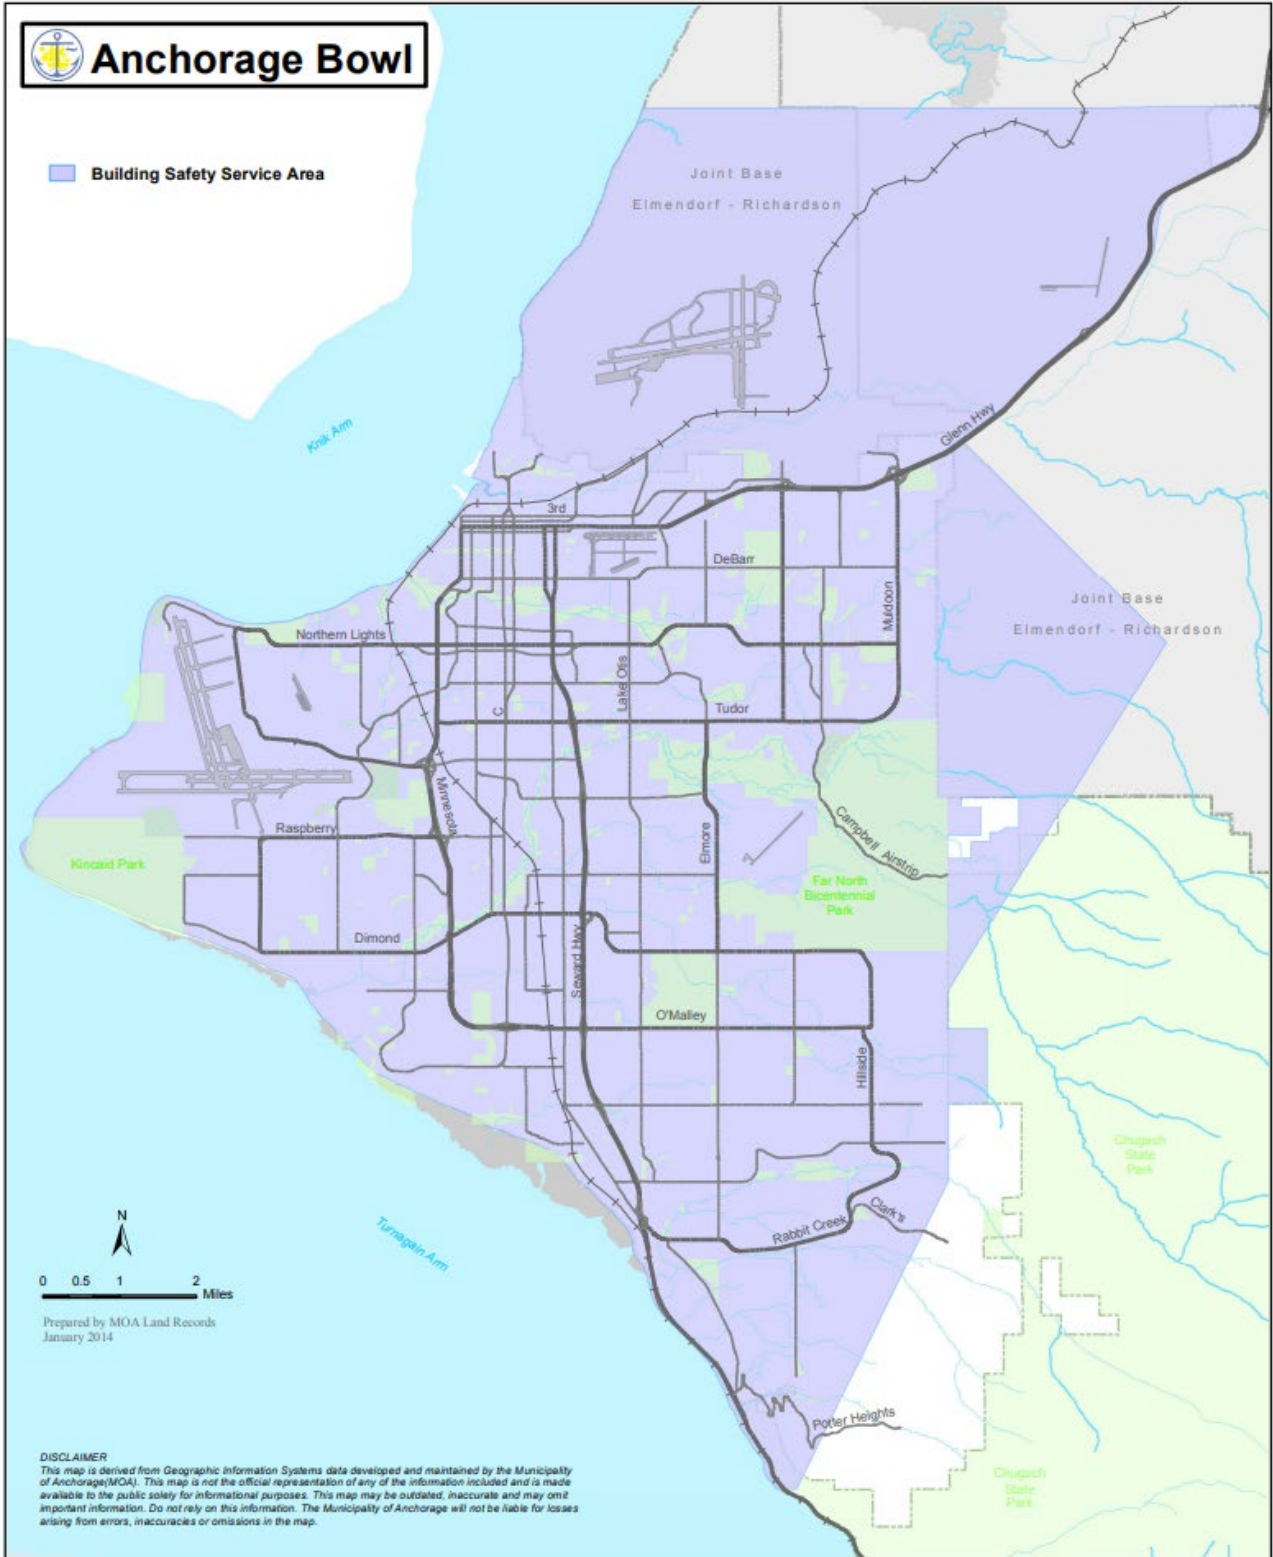 Anchorage Bowl
Building Safety Service Area
Joint Base
Elmendorf - Richardson
Knik Arm
Glenn Hwy
3rd
DeBarr
Muldoon
Joint Base
Elmendorf - Richardson
Northern Lights
Lake Otis
C
Tudor
Minnesota
Raspberry
Elmore
Campbell Airstrip
Kincaid Park
Far North
Bicentennial
Park
Dimond
Seward Hwy
O'Malley
Hillside
Chugach
State
Park
Clark's
Rabbit Creek
Turnagain Arm
N
0 0.5 1 2
Miles
Prepared by MOA Land Records
January 2014
Potter Heights
Chugach
State
Park
DISCLAIMER
This map is derived from Geographic Information Systems data developed and maintained by the Municipality
of Anchorage(MOA). This map is not the official representation of any of the information included and is made
available to the public solely for informational purposes. This map may be outdated, inaccurate and may omit
important information. Do not rely on this information. The Municipality of Anchorage will not be liable for losses
arising from errors, inaccuracies or omissions in the map.